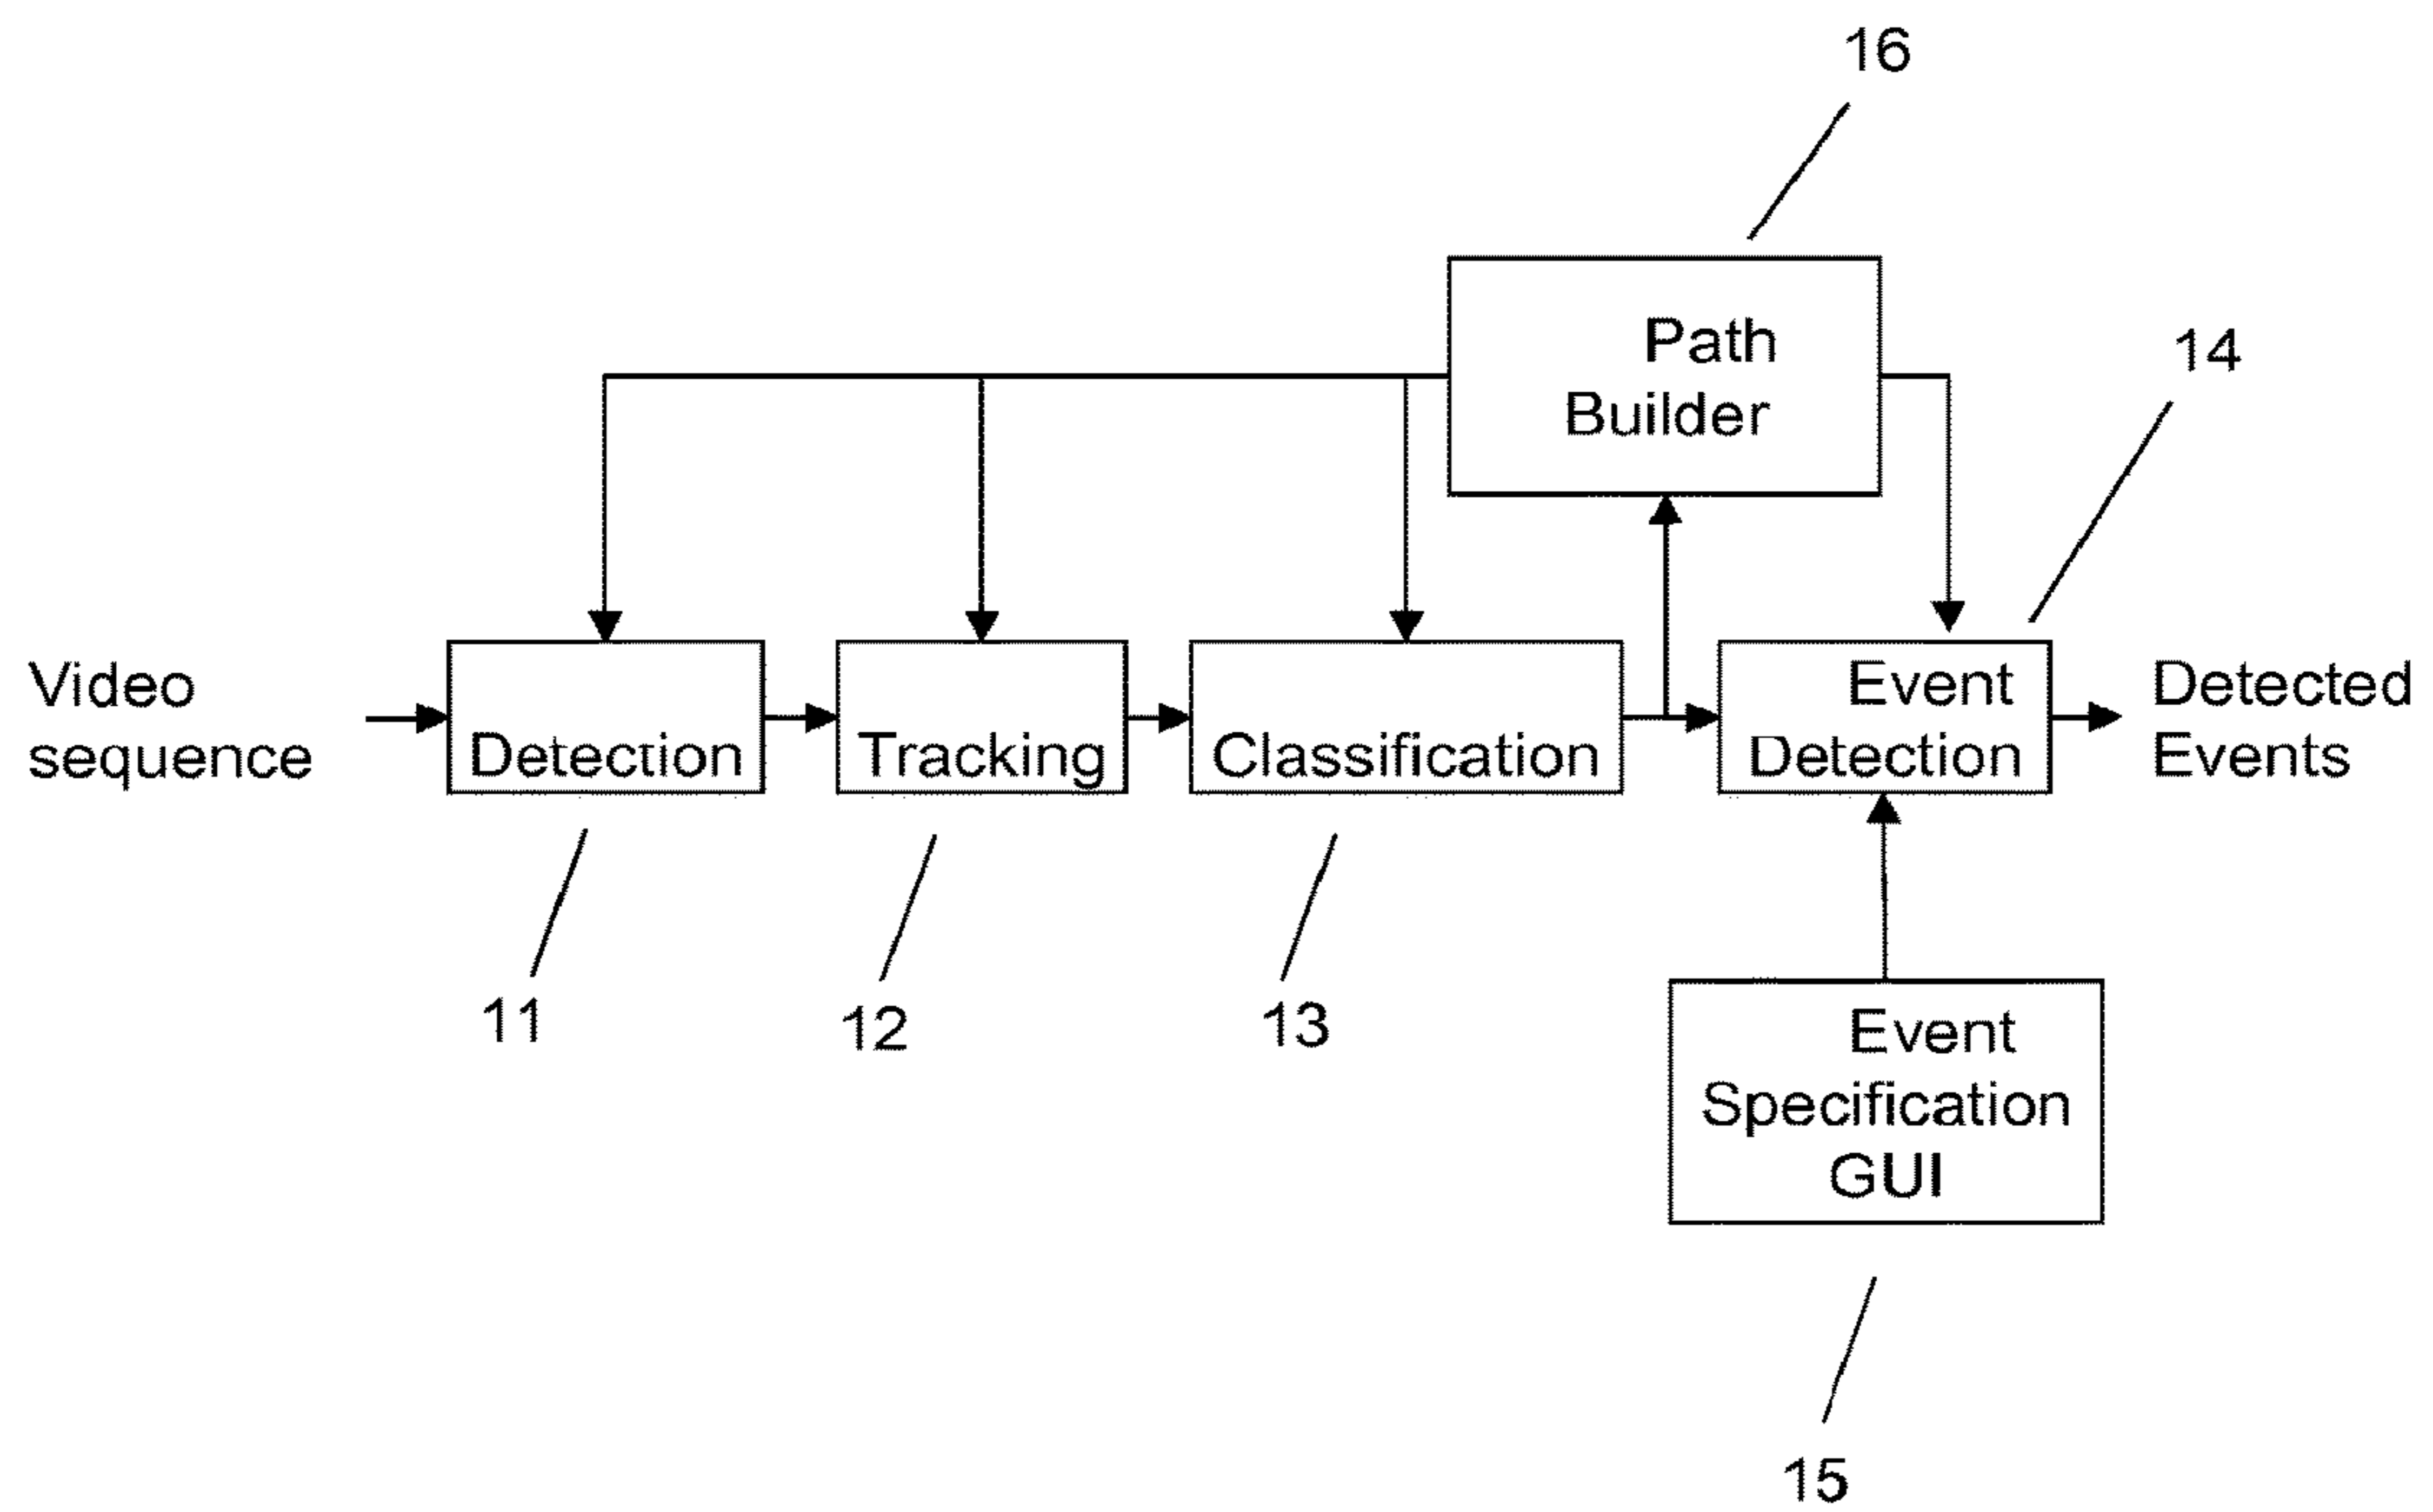 16
Path
Builder
14
Video
sequence
Detection
Tracking
Classification
Event
Detection
Detected
Events
11
12
13
Event
Specification
GUI
15